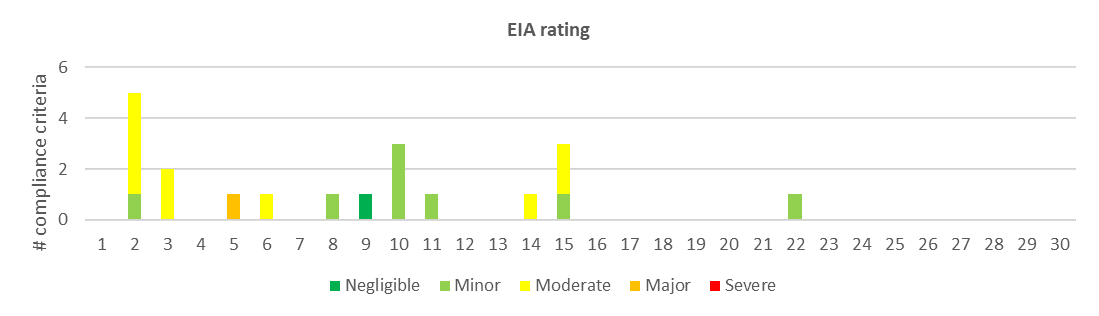 EIA rating
# compliance criteria
6
4
2
0
1 2 3 4 5 6 7 8 9 10 11 12 13 14 15 16 17 18 19 20 21 22 23 24 25 26 27 28 29 30
Negligible Minor Moderate Major Severe